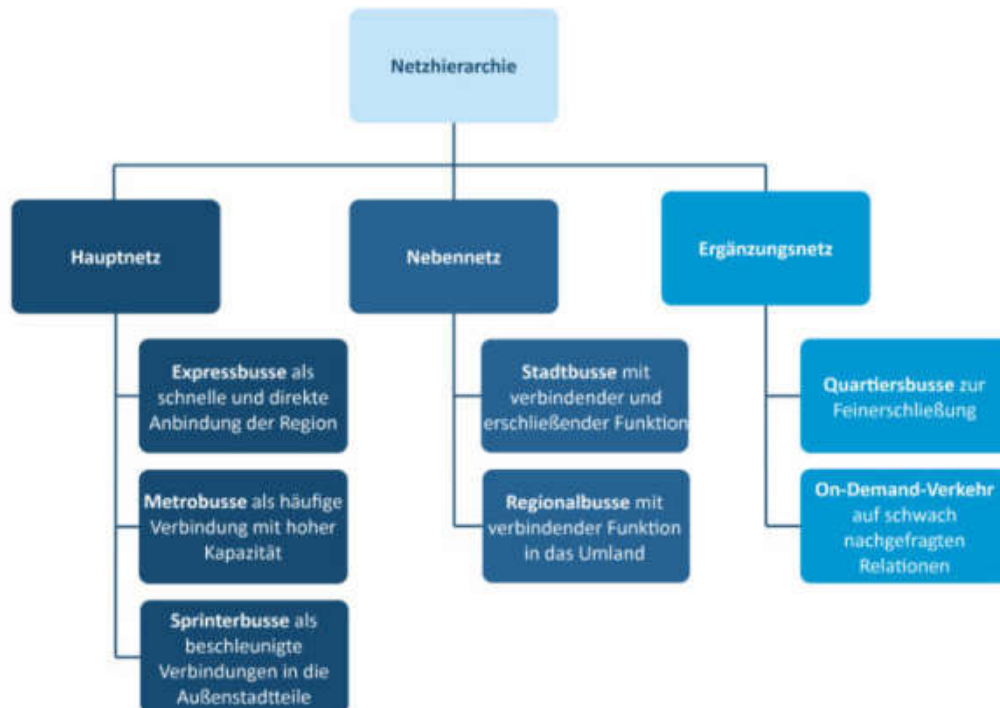 Netzhierarchie
Hauptnetz
Expressbusse als
schnelle und direkte
Anbindung der Region
Metrobusse als häufige
Verbindung mit hoher
Kapazität
Sprinterbusse als
beschleunigte
Verbindungen in die
Außenstadtteile
Nebennetz
Stadtbusse mit
verbindender und
erschließender Funktion
Regionalbusse mit
verbindender Funktion
in das Umland
Ergänzungsnetz
Quartiersbusse zur
Feinerschließung
On-Demand-Verkehr
auf schwach
nachgefragten
Relationen